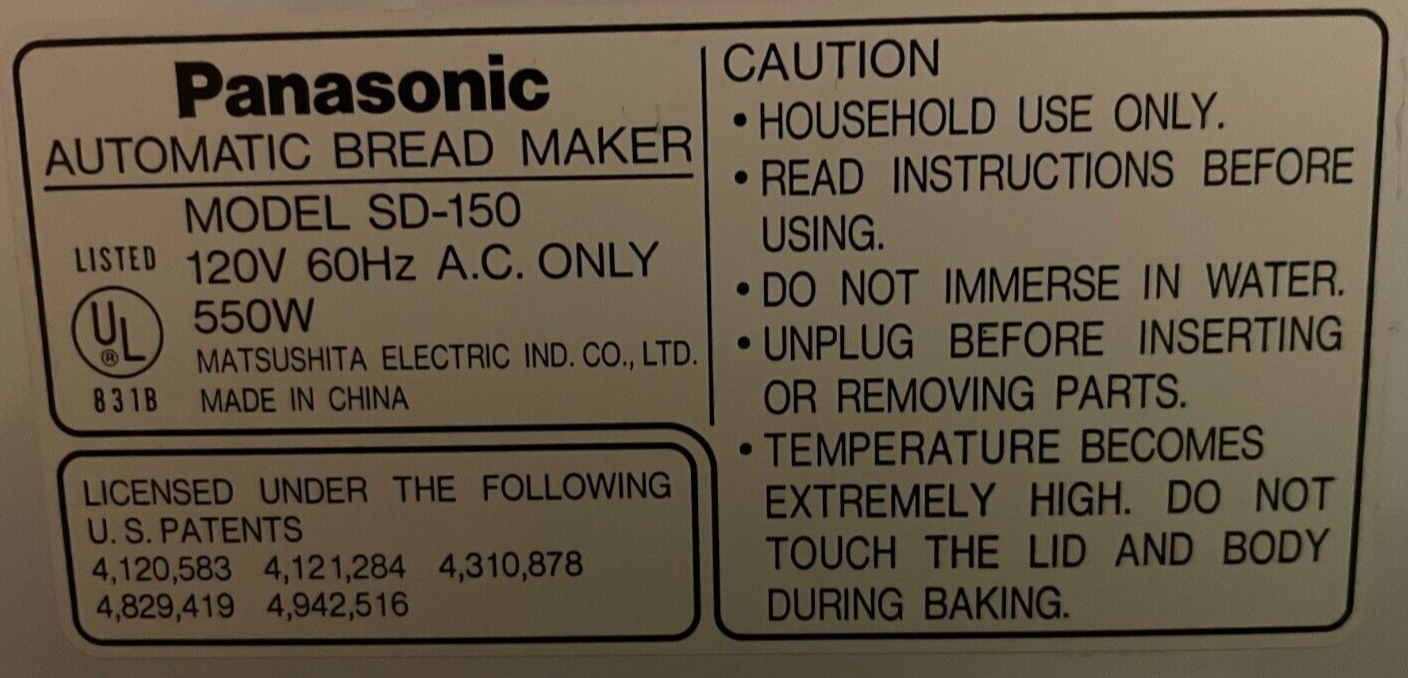 Panasonic
AUTOMATIC BREAD MAKER
MODEL SD-150
LISTED
120V 60Hz A.C. ONLY
UL
®
550W
MATSUSHITA ELECTRIC IND. CO., LTD.
831B
MADE IN CHINA
LICENSED UNDER THE FOLLOWING
U. S. PATENTS
4,120,583 4,121,284 4,310,878
4,829,419 4,942,516
CAUTION
• HOUSEHOLD USE ONLY.
• READ INSTRUCTIONS BEFORE
USING.
• DO NOT IMMERSE IN WATER.
• UNPLUG BEFORE INSERTING
OR REMOVING PARTS.
• TEMPERATURE BECOMES
EXTREMELY HIGH. DO NOT
TOUCH THE LID AND BODY
DURING BAKING.